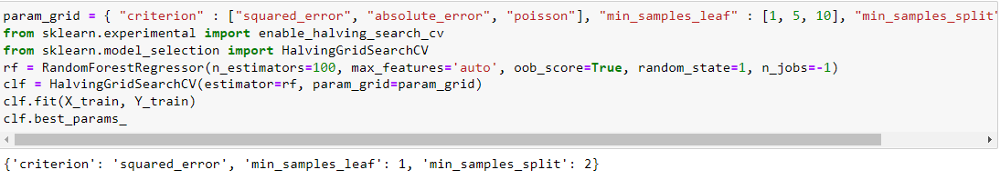 param_grid = { "criterion" : ["squared_error", "absolute_error", "poisson"], "min_samples_leaf" : [1, 5, 10], "min_samples_split"
from sklearn.experimental import enable_halving_search_cv
from sklearn.model_selection import HalvingGridSearchCV
rf = RandomForestRegressor(n_estimators=100, max_features='auto', oob_score=True, random_state=1, n_jobs=-1)
clf = HalvingGridSearchCV(estimator=rf, param_grid=param_grid)
clf.fit(X_train, Y_train)
clf.best_params_
{'criterion': 'squared_error', 'min_samples_leaf': 1, 'min_samples_split': 2}